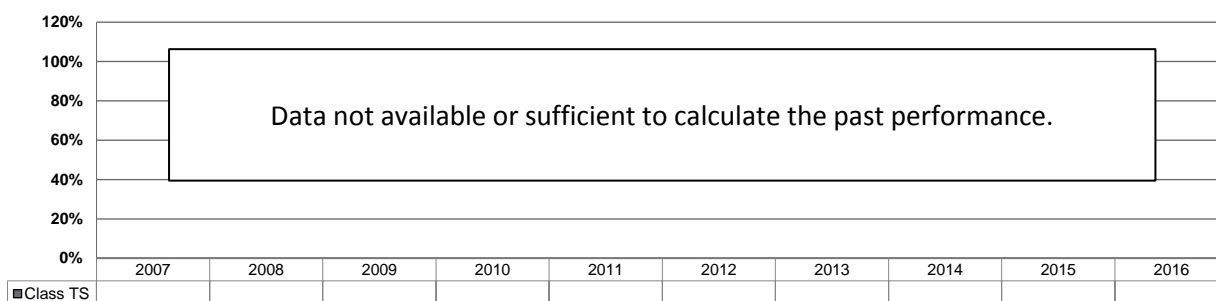 120%
100%
80%
60%
40%
20%
0%
Data not available or sufficient to calculate the past performance.
2007 2008 2009 2010 2011 2012 2013 2014 2015 2016
Class TS